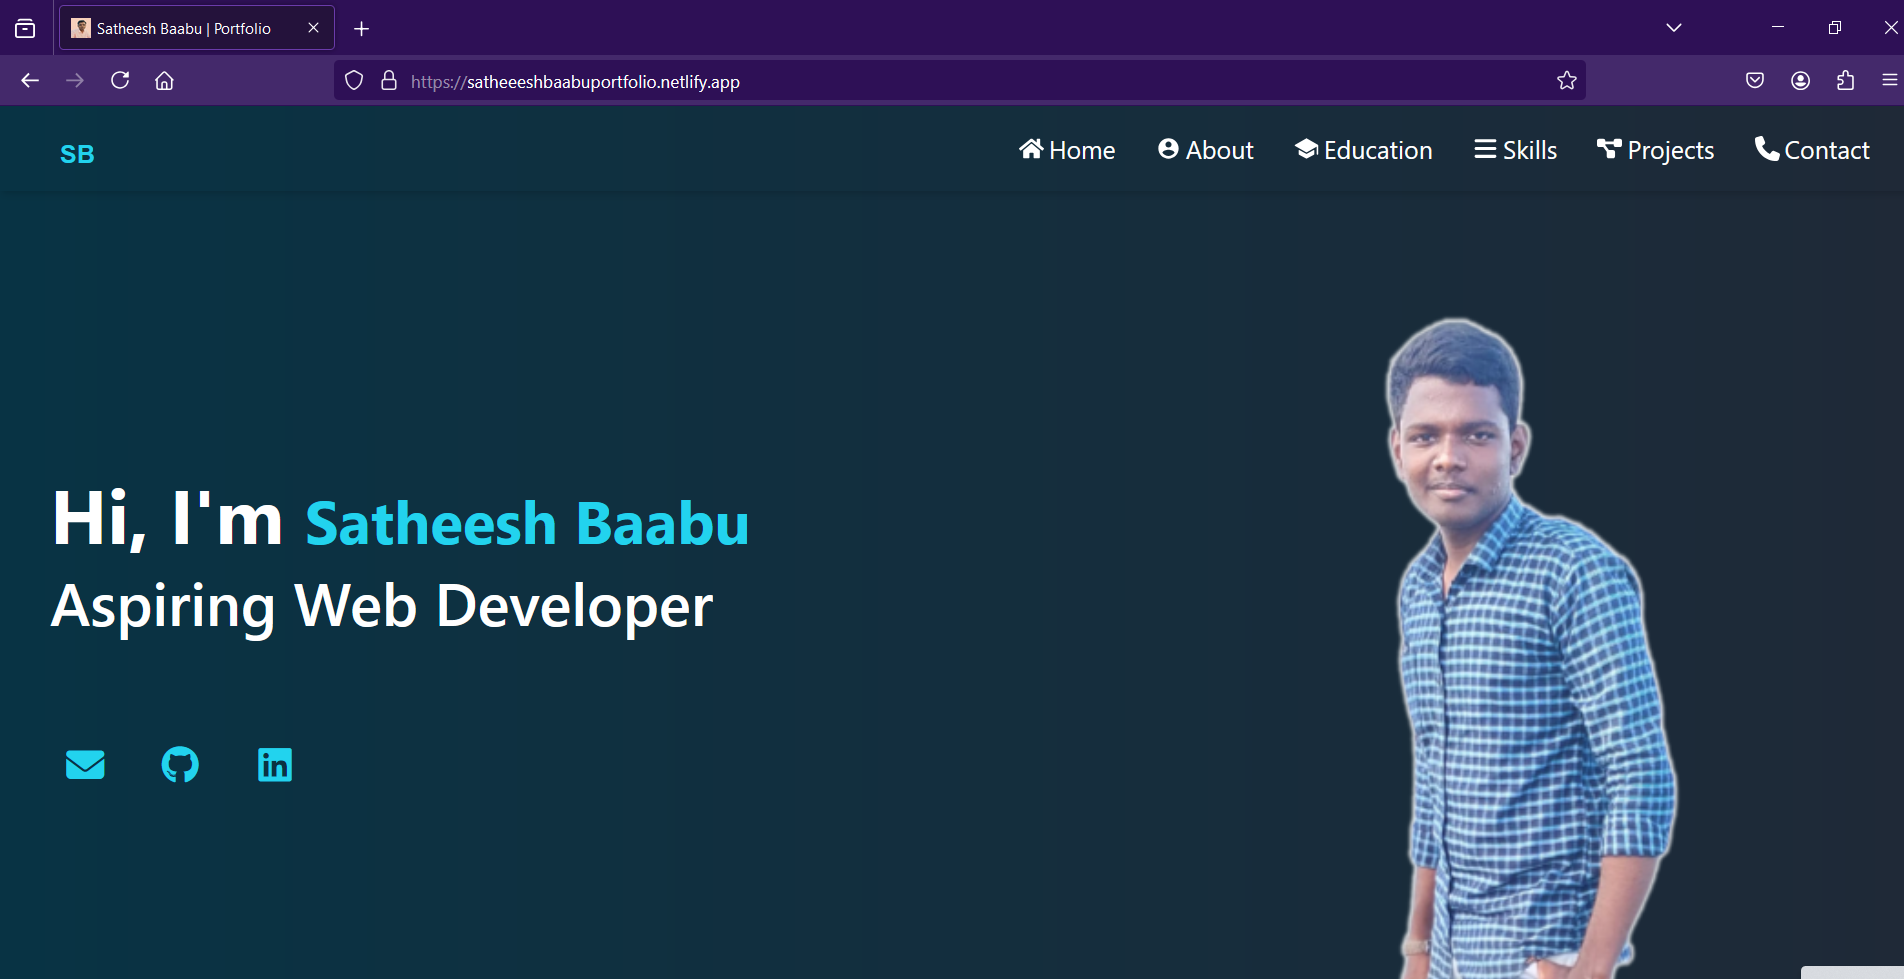 Satheesh Baabu | Portfolio
https://satheeeshbaabuportfolio.netlify.app
SB
Home About Education Skills Projects Contact
Hi, I'm Satheesh Baabu
Aspiring Web Developer
in